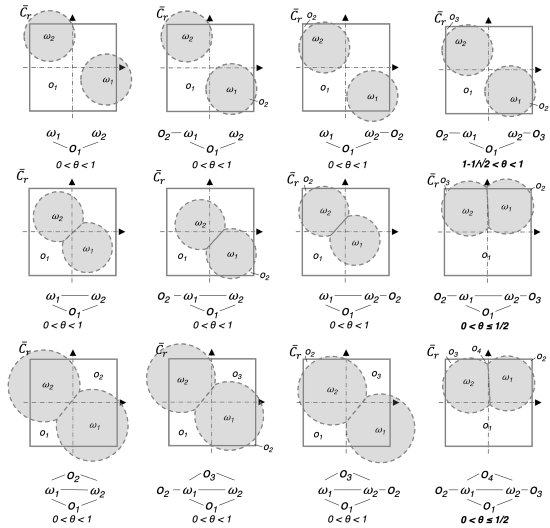 C̄r C̄r C̄r o₂ C̄r o₃
ω₂ ω₂ ω₂ ω₂
o₁ ω₁ o₁ ω₁ o₂ o₁ ω₁ o₁ ω₁ o₂
ω₁ ω₂ o₂ ω₁ ω₂ ω₁ ω₂ o₂ o₂ ω₁ ω₂ o₃
o₁ o₁ o₁ o₁
0 < θ < 1 0 < θ < 1 0 < θ < 1 1-1/√2 < θ < 1
C̄r C̄r C̄r o₂ C̄r o₃
ω₂ ω₂ ω₂ ω₂ ω₁
o₁ ω₁ o₁ ω₁ o₂ o₁ ω₁ o₁ o₂
ω₁ ω₂ o₂ ω₁ ω₂ ω₁ ω₂ o₂ o₂ ω₁ ω₂ o₃
o₁ o₁ o₁ o₁
0 < θ < 1 0 < θ < 1 0 < θ < 1 0 < θ ≤ 1/2
C̄r C̄r C̄r o₂ C̄r o₃ o₄ o₂
ω₂ o₂ ω₂ o₃ ω₂ o₃ ω₂ ω₁
o₁ ω₁ o₁ ω₁ o₂ o₁ ω₁ o₁
o₂ o₃ o₃ o₄
ω₁ ω₂ o₂ ω₁ ω₂ ω₁ ω₂ o₂ o₂ ω₁ ω₂ o₃
o₁ o₁ o₁ o₁
0 < θ < 1 0 < θ < 1 0 < θ < 1 0 < θ ≤ 1/2